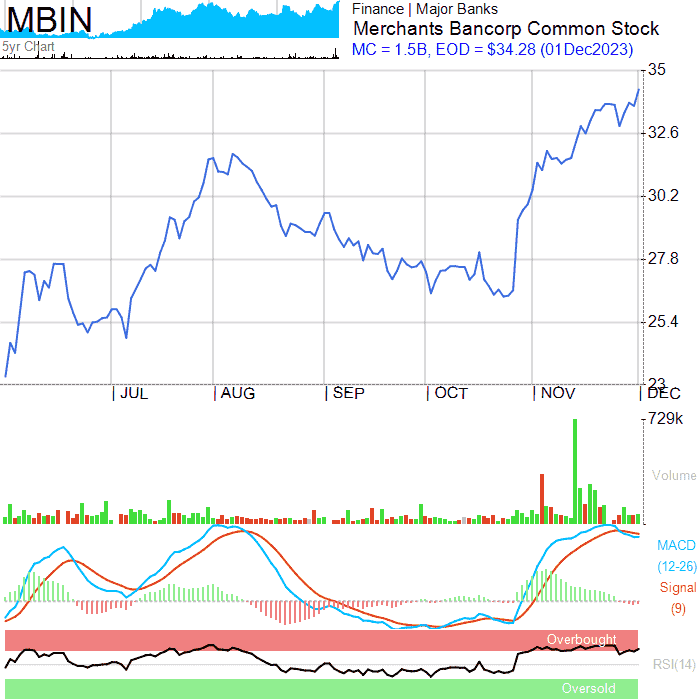 MBIN
5yr Chart
Finance | Major Banks
Merchants Bancorp Common Stock
MC = 1.5B, EOD = $34.28 (01Dec2023)
35
32.6
30.2
27.8
25.4
23
JUL
AUG
SEP
OCT
NOV
DEC
729k
Volume
MACD
(12-26)
Signal
(9)
Overbought
RSI(14)
Oversold